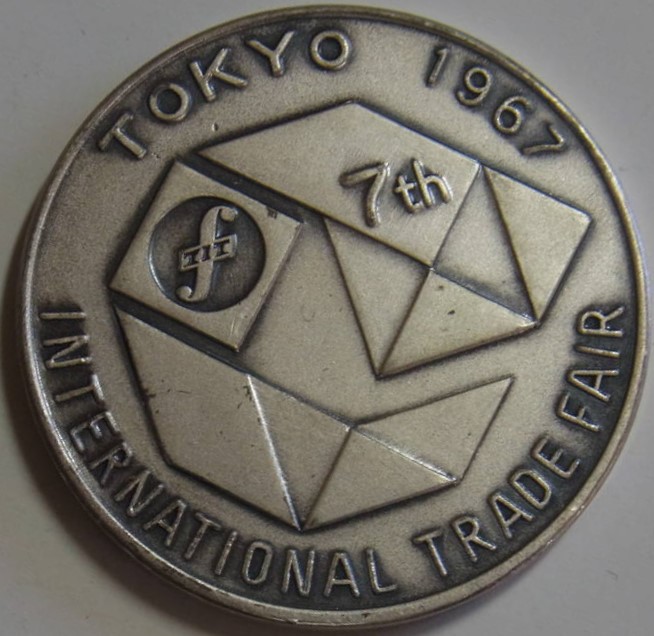 TOKYO 1967
7th
INTERNATIONAL TRADE FAIR